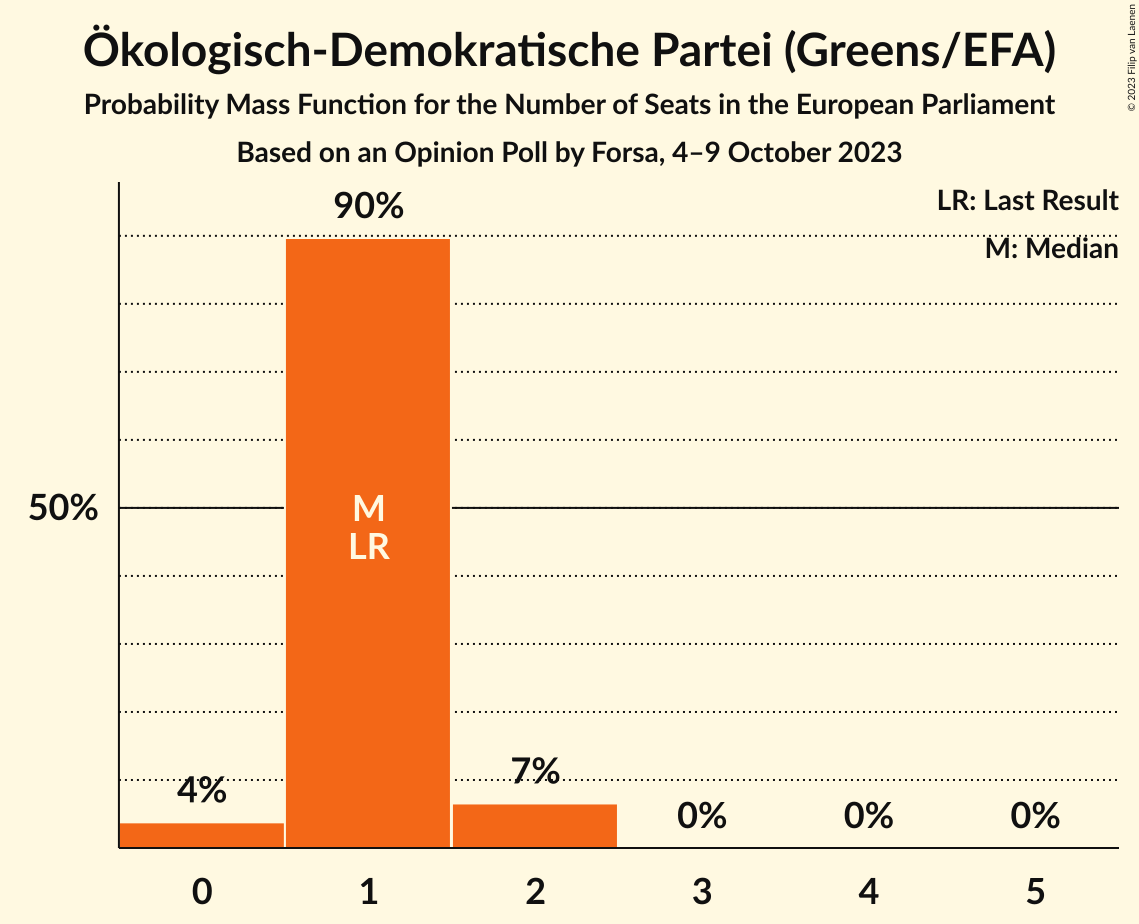 Ökologisch-Demokratische Partei (Greens/EFA)
Probability Mass Function for the Number of Seats in the European Parliament
Based on an Opinion Poll by Forsa, 4–9 October 2023
© 2023 Filip van Laenen
LR: Last Result
M: Median
90%
50%
M
LR
4%
7%
0%
0%
0%
0
1
2
3
4
5